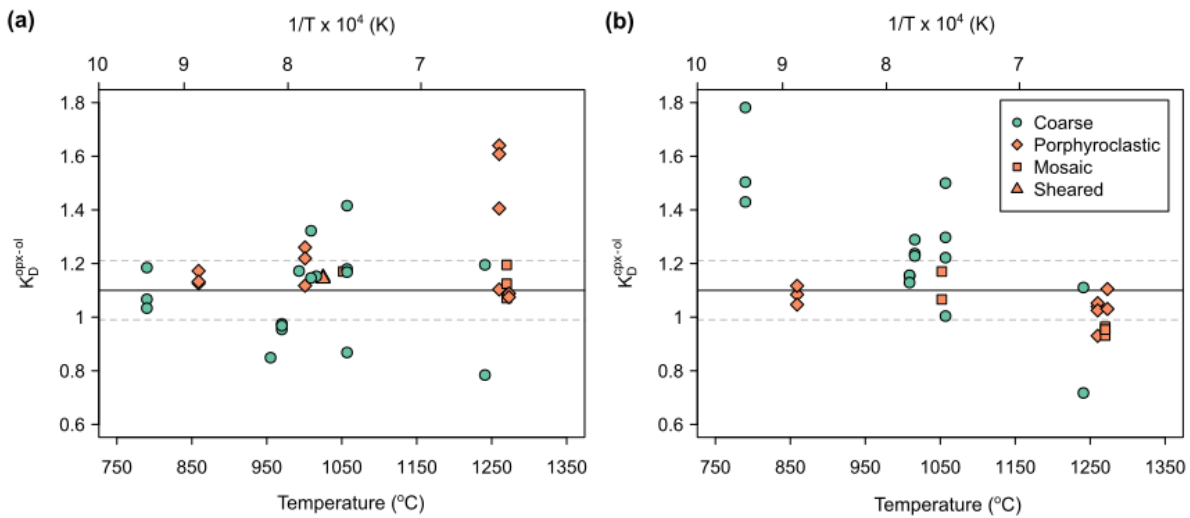 (a)
1/T x 10⁴ (K)
10 9 8 7
K_D^opx-ol
1.8
1.6
1.4
1.2
1
0.8
0.6
750 850 950 1050 1150 1250 1350
Temperature (°C)
(b)
1/T x 10⁴ (K)
10 9 8 7
K_D^cpx-ol
1.8
1.6
1.4
1.2
1
0.8
0.6
Coarse
Porphyroclastic
Mosaic
Sheared
750 850 950 1050 1150 1250 1350
Temperature (°C)